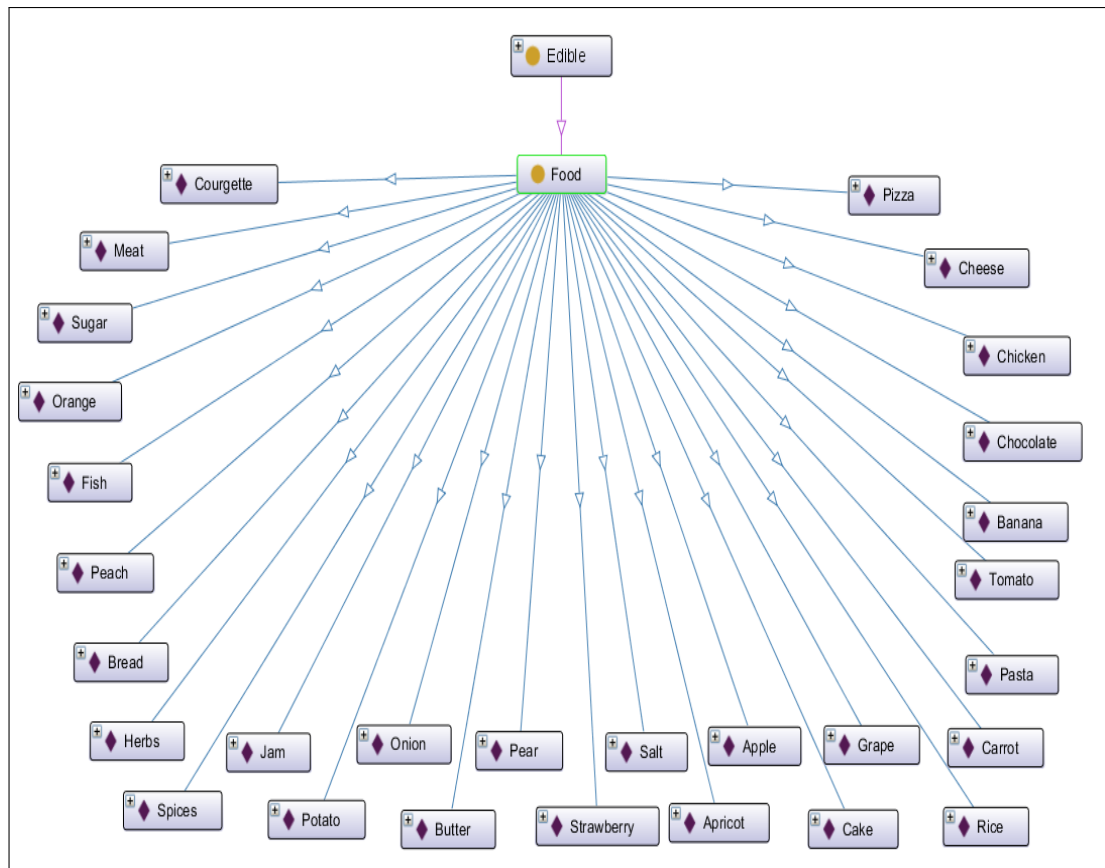 Edible
Food
Courgette
Pizza
Meat
Cheese
Sugar
Chicken
Orange
Chocolate
Fish
Banana
Peach
Tomato
Bread
Pasta
Herbs
Jam
Onion
Pear
Salt
Apple
Grape
Carrot
Spices
Potato
Butter
Strawberry
Apricot
Cake
Rice